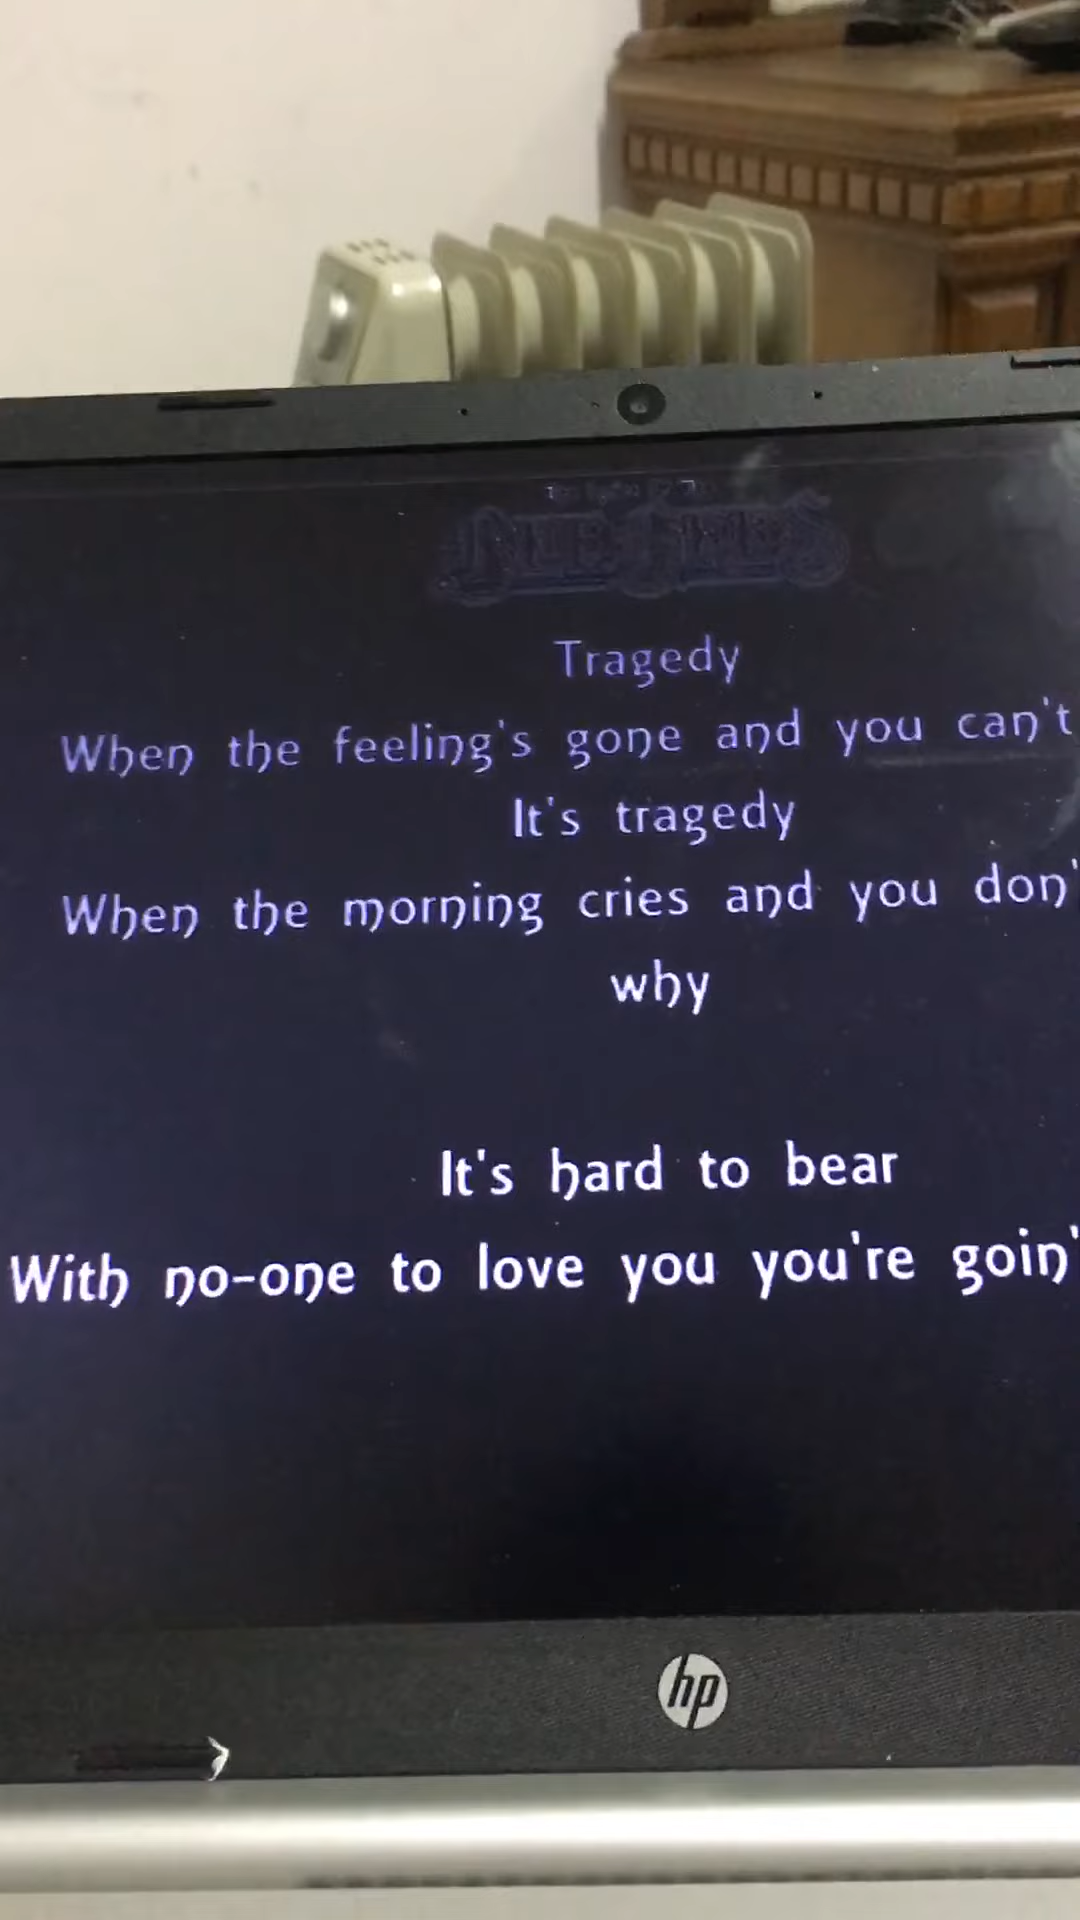 Tragedy
When the feeling's gone and you can't
It's tragedy
When the morning cries and you don'
why
It's hard to bear
With no-one to love you you're goin'
hp